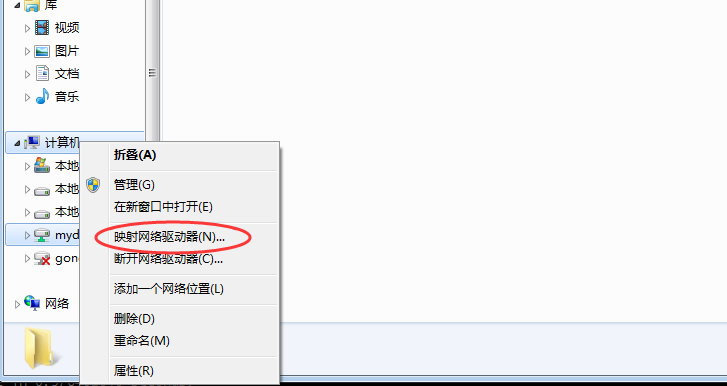 库
视频
图片
文档
音乐
计算机
折叠(A)
本地
管理(G)
本地
在新窗口中打开(E)
本地
myd
映射网络驱动器(N)...
gon
断开网络驱动器(C)...
添加一个网络位置(L)
网络
删除(D)
重命名(M)
属性(R)